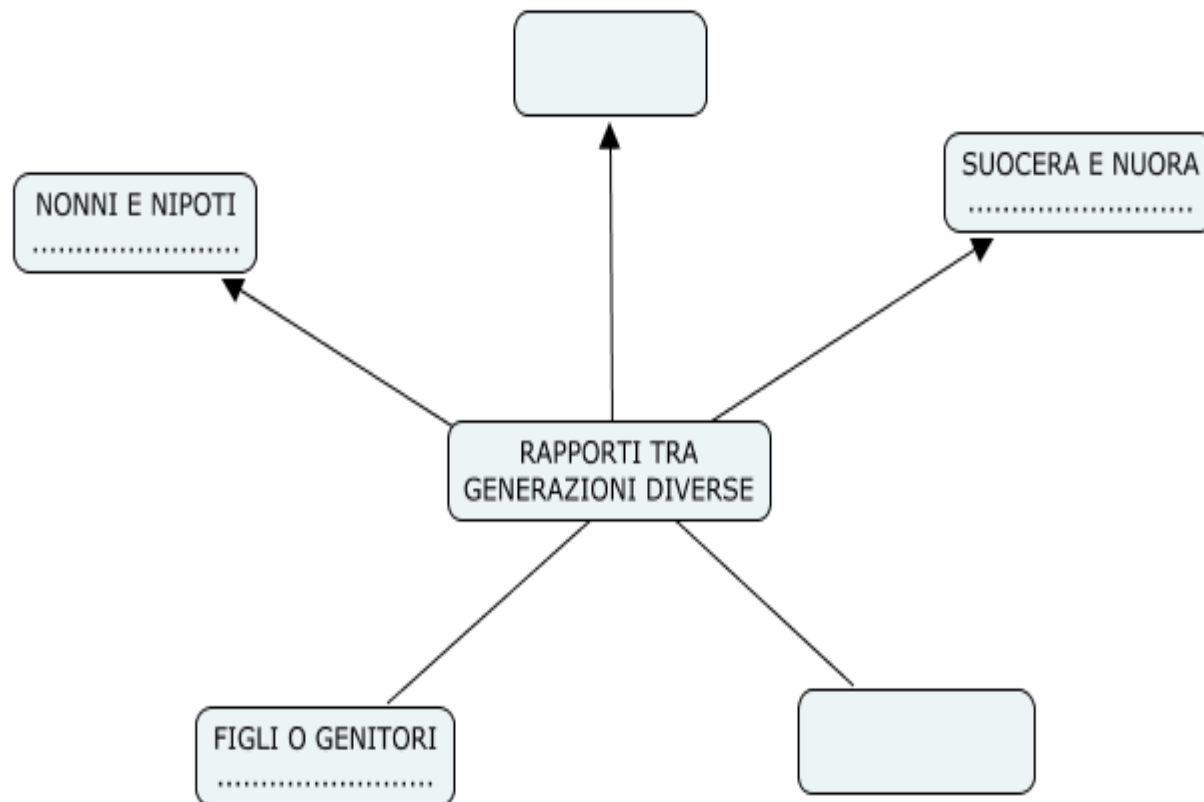 NONNI E NIPOTI
........................
SUOCERA E NUORA
..........................
RAPPORTI TRA
GENERAZIONI DIVERSE
FIGLI O GENITORI
.........................